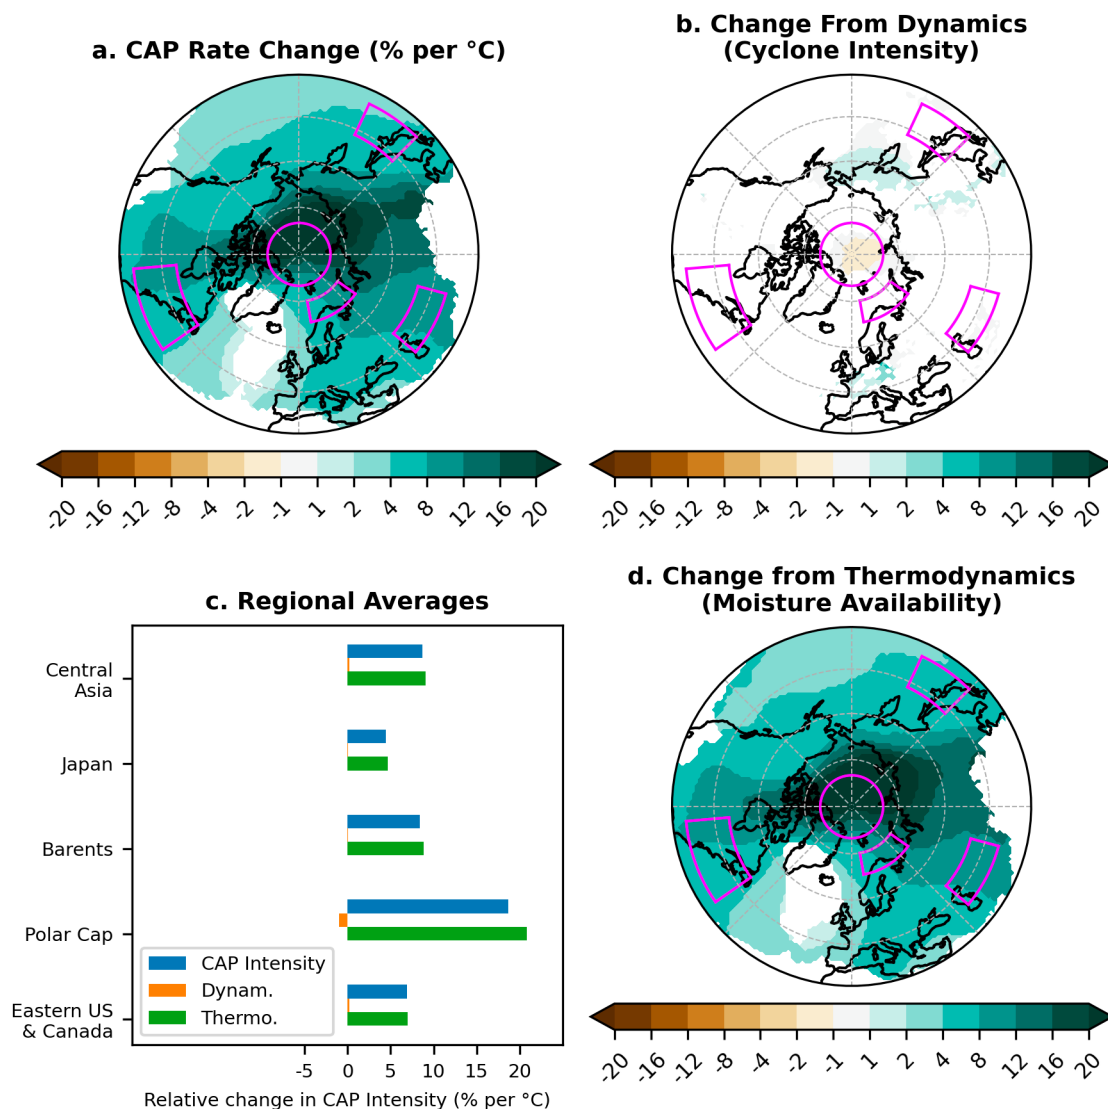 a. CAP Rate Change (% per °C)
b. Change From Dynamics
(Cyclone Intensity)
-20 -16 -12 -8 -4 -2 -1 1 2 4 8 12 16 20
-20 -16 -12 -8 -4 -2 -1 1 2 4 8 12 16 20
c. Regional Averages
Central
Asia
Japan
Barents
Polar Cap
Eastern US
& Canada
CAP Intensity
Dynam.
Thermo.
-5 0 5 10 15 20
Relative change in CAP Intensity (% per °C)
d. Change from Thermodynamics
(Moisture Availability)
-20 -16 -12 -8 -4 -2 -1 1 2 4 8 12 16 20